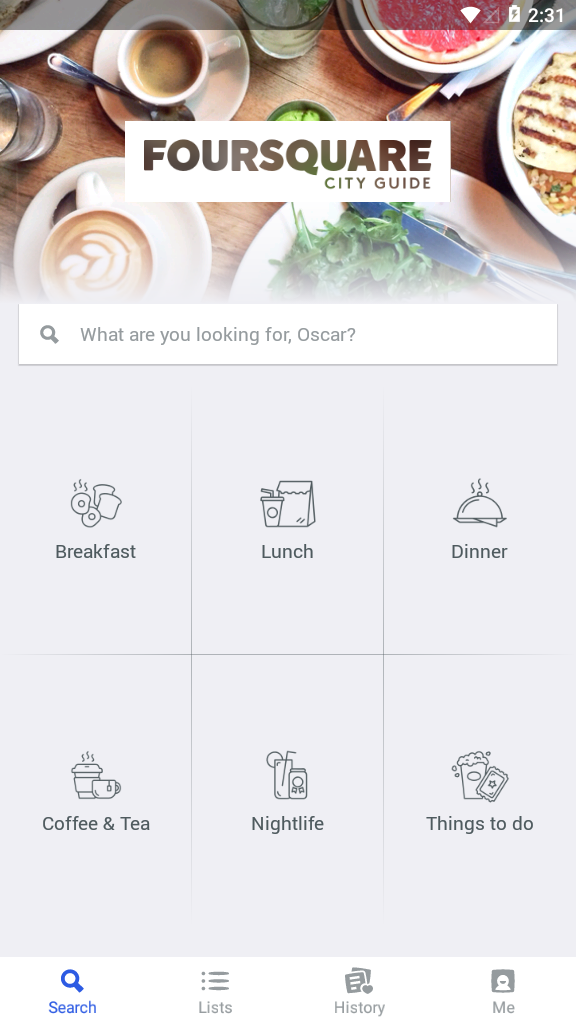 2:31
FOURSQUARE
CITY GUIDE
What are you looking for, Oscar?
Breakfast
Lunch
Dinner
Coffee & Tea
Nightlife
Things to do
Search
Lists
History
Me